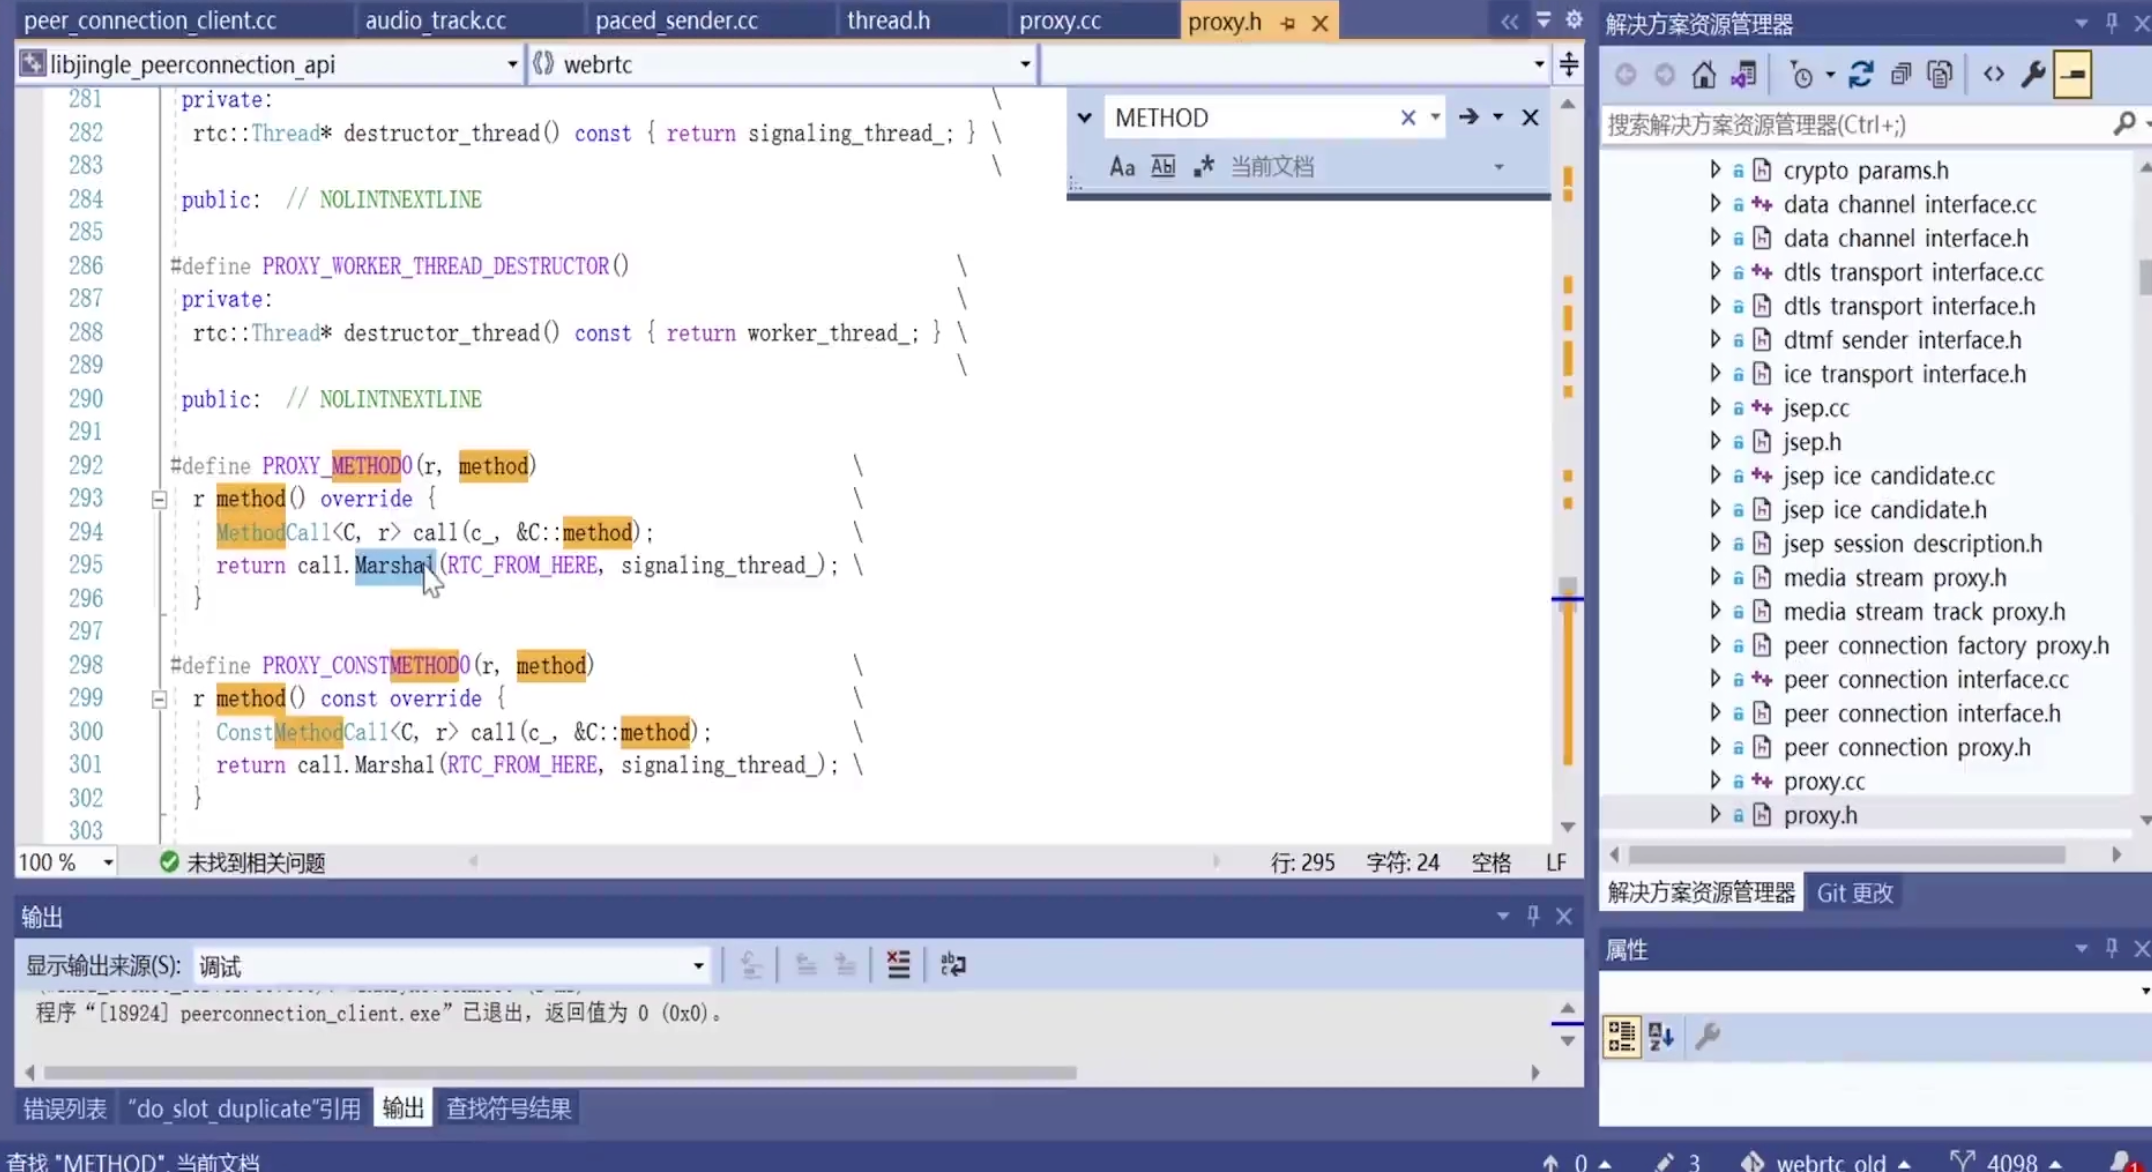 peer_connection_client.cc audio_track.cc paced_sender.cc thread.h proxy.cc proxy.h
libjingle_peerconnection_api webrtc
METHOD
Aa Abl .* 当前文档
281 private: \
282 rtc::Thread* destructor_thread() const { return signaling_thread_; } \
283 \
284 public: // NOLINTNEXTLINE
285
286 #define PROXY_WORKER_THREAD_DESTRUCTOR() \
287 private: \
288 rtc::Thread* destructor_thread() const { return worker_thread_; } \
289 \
290 public: // NOLINTNEXTLINE
291
292 #define PROXY_METHOD0(r, method) \
293 r method() override { \
294 MethodCall<C, r> call(c_, &C::method); \
295 return call.Marshal(RTC_FROM_HERE, signaling_thread_); \
296 }
297
298 #define PROXY_CONSTMETHOD0(r, method) \
299 r method() const override { \
300 ConstMethodCall<C, r> call(c_, &C::method); \
301 return call.Marshal(RTC_FROM_HERE, signaling_thread_); \
302 }
303
100 % 未找到相关问题 行: 295 字符: 24 空格 LF
输出
显示输出来源(S): 调试
程序“[18924] peerconnection_client.exe”已退出，返回值为 0 (0x0)。
错误列表 “do_slot_duplicate”引用 输出 查找符号结果
解决方案资源管理器
搜索解决方案资源管理器(Ctrl+;)
crypto params.h
data channel interface.cc
data channel interface.h
dtls transport interface.cc
dtls transport interface.h
dtmf sender interface.h
ice transport interface.h
jsep.cc
jsep.h
jsep ice candidate.cc
jsep ice candidate.h
jsep session description.h
media stream proxy.h
media stream track proxy.h
peer connection factory proxy.h
peer connection interface.cc
peer connection interface.h
peer connection proxy.h
proxy.cc
proxy.h
解决方案资源管理器 Git 更改
属性
查找 "METHOD", 当前文档 0 3 webrtc old 4098 1